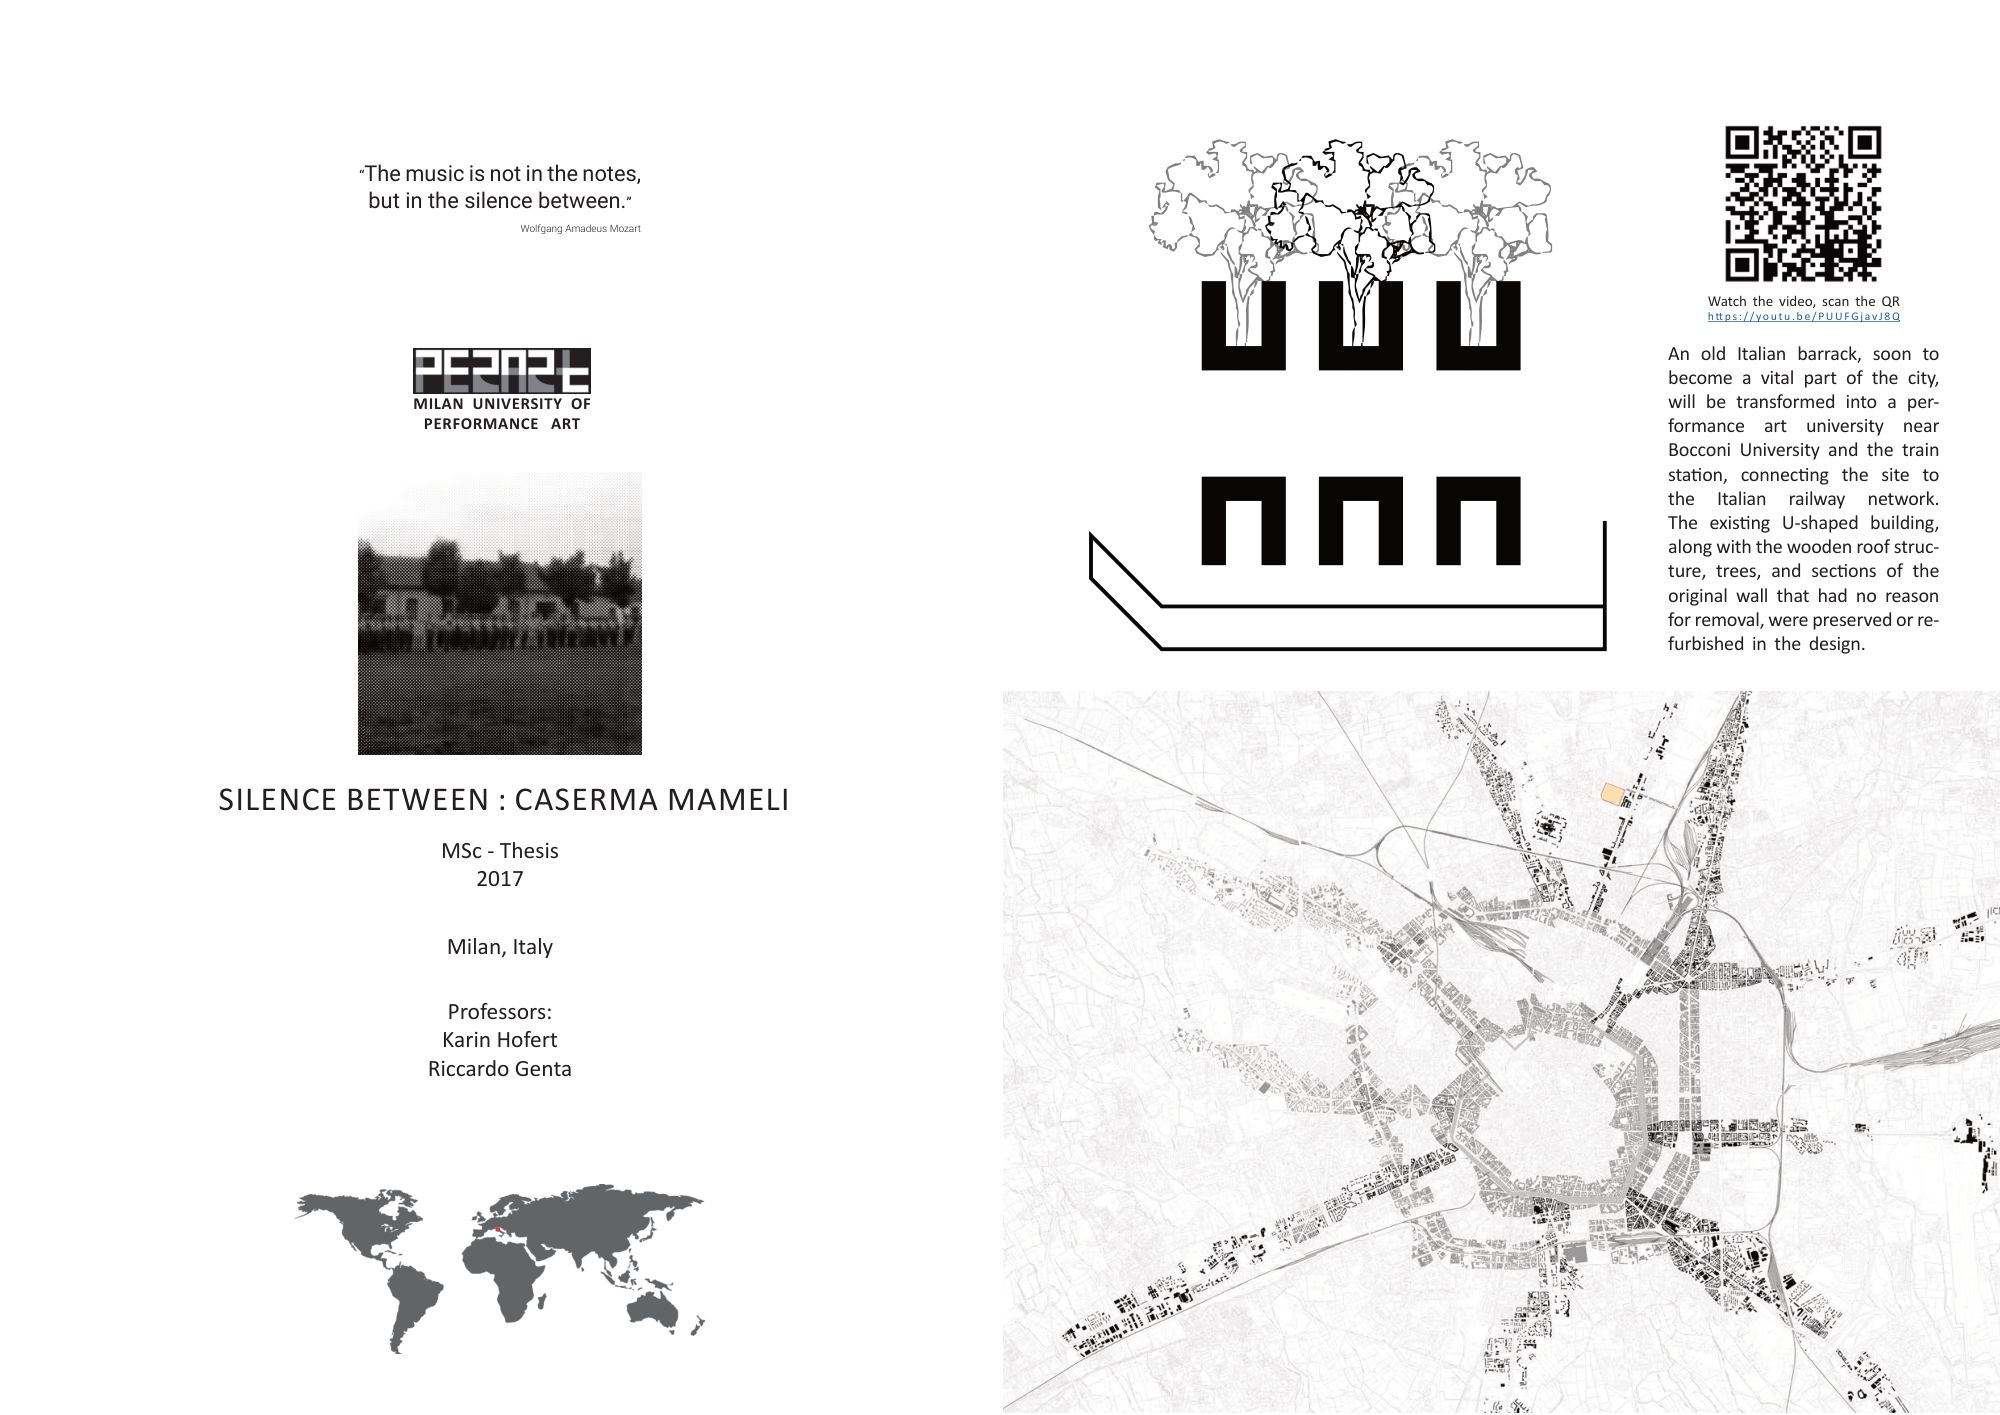 “The music is not in the notes,
but in the silence between.”
Wolfgang Amadeus Mozart
PERARt
MILAN UNIVERSITY OF
PERFORMANCE ART
SILENCE BETWEEN : CASERMA MAMELI
MSc - Thesis
2017
Milan, Italy
Professors:
Karin Hofert
Riccardo Genta
Watch the video, scan the QR
https://youtu.be/PUUFGjavJ8Q
An old Italian barrack, soon to
become a vital part of the city,
will be transformed into a per-
formance art university near
Bocconi University and the train
station, connecting the site to
the Italian railway network.
The existing U-shaped building,
along with the wooden roof struc-
ture, trees, and sections of the
original wall that had no reason
for removal, were preserved or re-
furbished in the design.